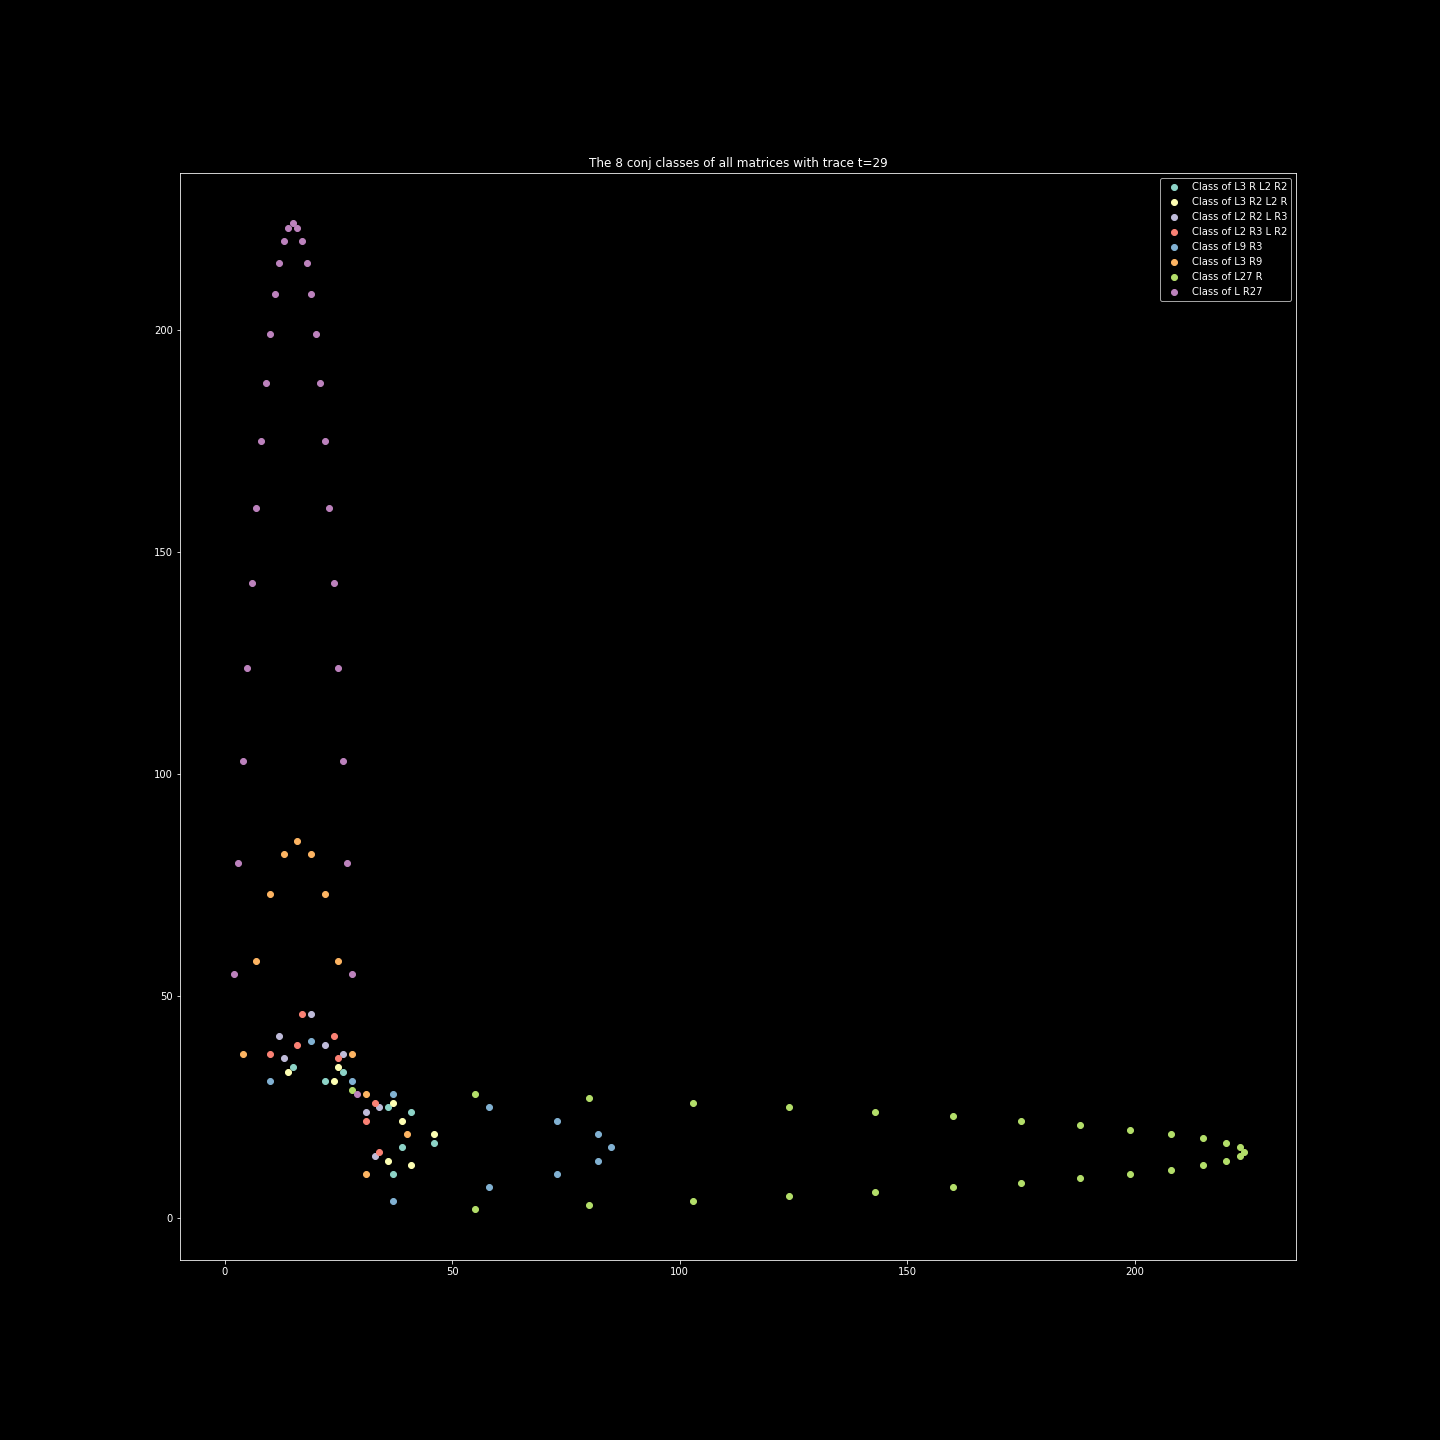 The 8 conj classes of all matrices with trace t=29
Class of L3 R L2 R2
Class of L3 R2 L2 R
Class of L2 R2 L R3
Class of L2 R3 L R2
Class of L9 R3
Class of L3 R9
Class of L27 R
Class of L R27
200
150
100
50
0
0 50 100 150 200